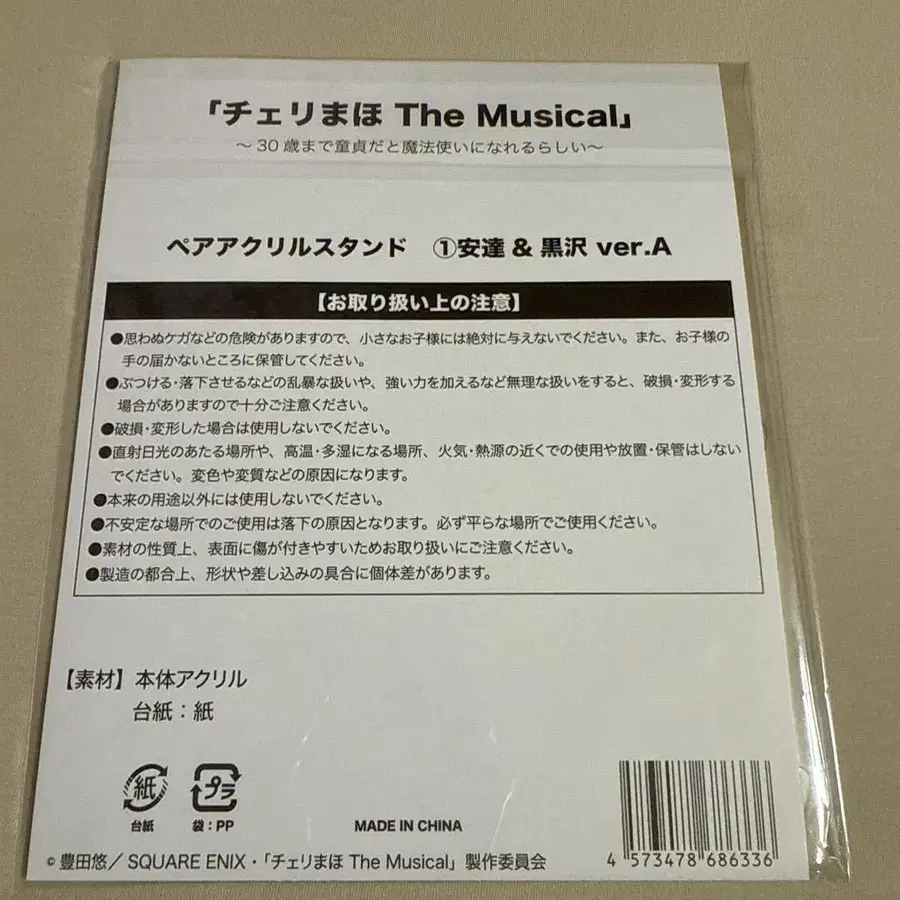 「チェリまほ The Musical」
〜30歳まで童貞だと魔法使いになれるらしい〜
ペアアクリルスタンド ①安達 & 黒沢 ver.A
【お取り扱い上の注意】
●思わぬケガなどの危険がありますので、小さなお子様には絶対に与えないでください。また、お子様の
手の届かないところに保管してください。
●ぶつける・落下させるなどの乱暴な扱いや、強い力を加えるなど無理な扱いをすると、破損・変形する
場合がありますので十分ご注意ください。
●破損・変形した場合は使用しないでください。
●直射日光のあたる場所や、高温・多湿になる場所、火気・熱源の近くでの使用や放置・保管はしない
でください。変色や変質などの原因になります。
●本来の用途以外には使用しないでください。
●不安定な場所でのご使用は落下の原因となります。必ず平らな場所でご使用ください。
●素材の性質上、表面に傷が付きやすいためお取り扱いにご注意ください。
●製造の都合上、形状や差し込みの具合に個体差があります。
【素材】本体アクリル
台紙：紙
紙 プラ
台紙 袋：PP
MADE IN CHINA
© 豊田悠／SQUARE ENIX・「チェリまほ The Musical」製作委員会
4 573478 686336